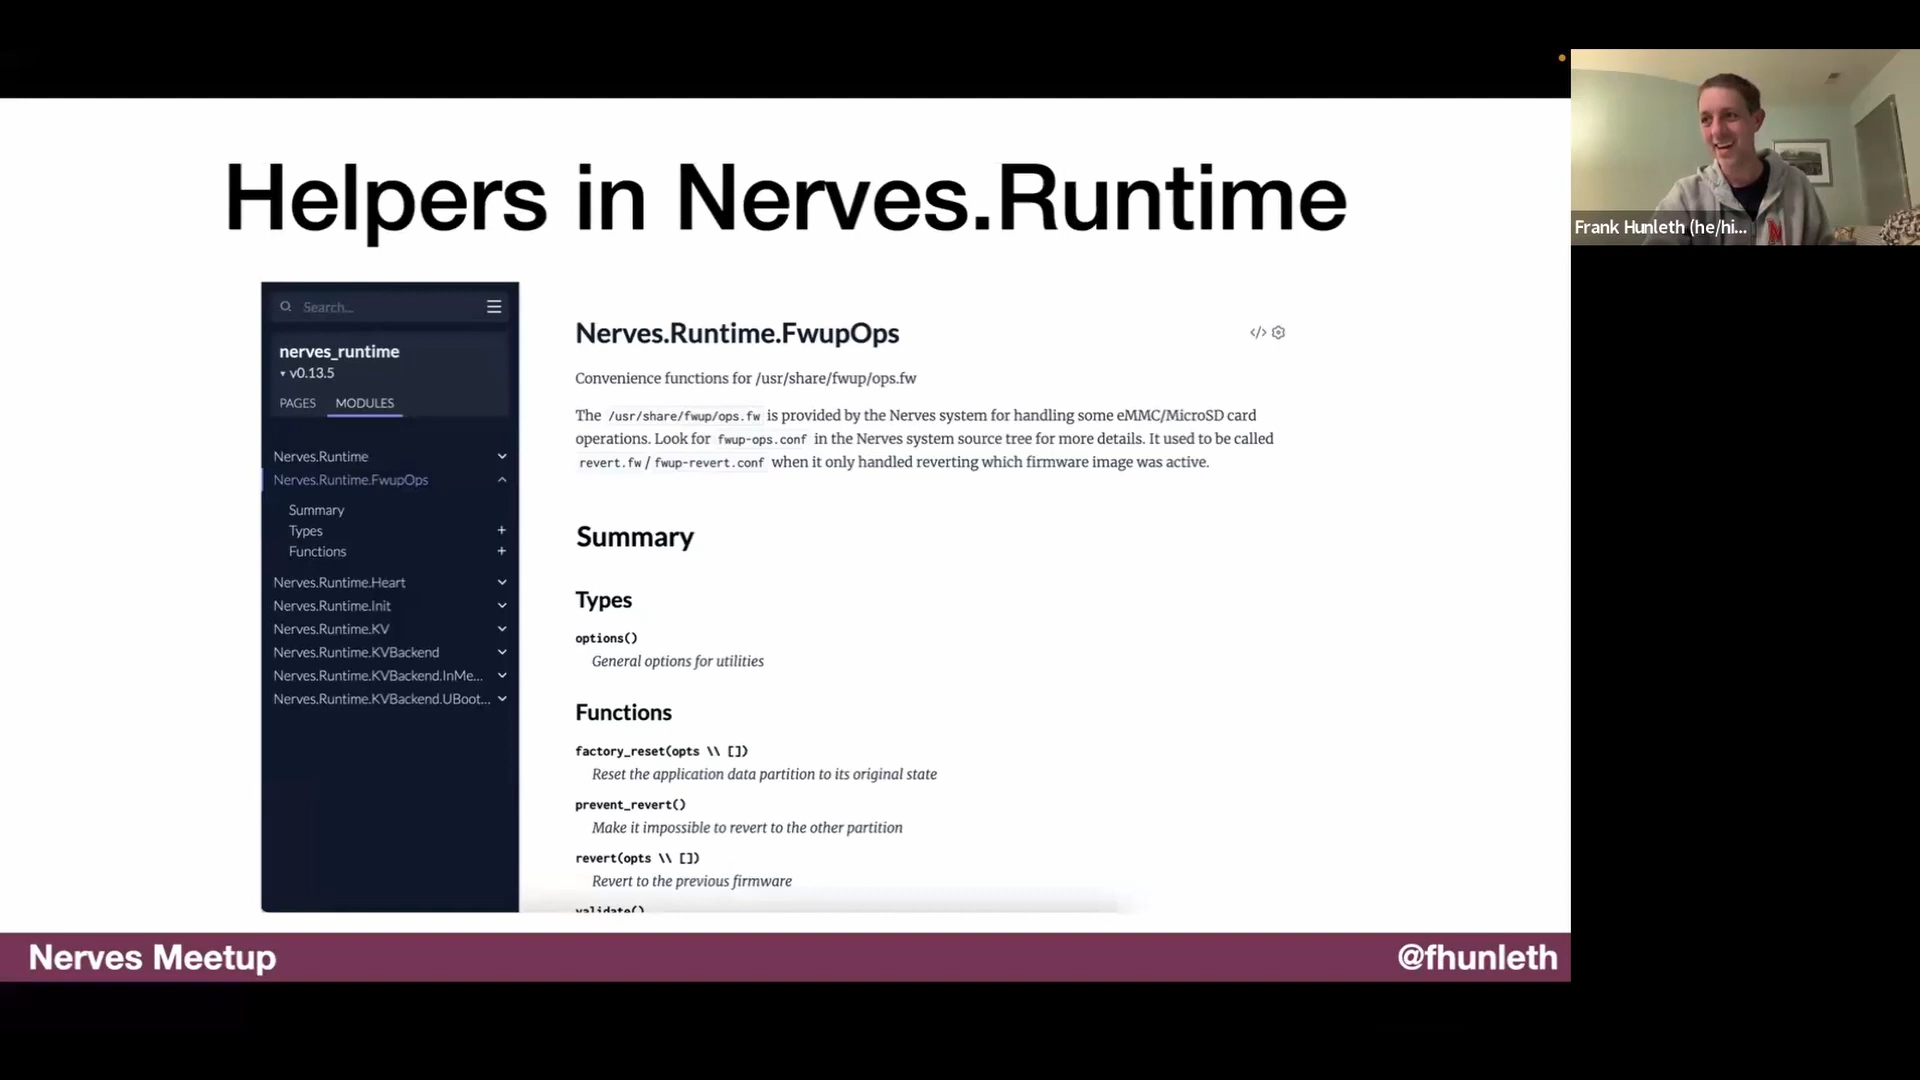 Helpers in Nerves.Runtime
Search...
nerves_runtime
v0.13.5
PAGES MODULES
Nerves.Runtime
Nerves.Runtime.FwupOps
Summary
Types
Functions
Nerves.Runtime.Heart
Nerves.Runtime.Init
Nerves.Runtime.KV
Nerves.Runtime.KVBackend
Nerves.Runtime.KVBackend.InMe...
Nerves.Runtime.KVBackend.UBoot...
Nerves.Runtime.FwupOps
Convenience functions for /usr/share/fwup/ops.fw
The /usr/share/fwup/ops.fw is provided by the Nerves system for handling some eMMC/MicroSD card
operations. Look for fwup-ops.conf in the Nerves system source tree for more details. It used to be called
revert.fw / fwup-revert.conf when it only handled reverting which firmware image was active.
Summary
Types
options()
General options for utilities
Functions
factory_reset(opts \\ [])
Reset the application data partition to its original state
prevent_revert()
Make it impossible to revert to the other partition
revert(opts \\ [])
Revert to the previous firmware
validate()
Nerves Meetup
@fhunleth
Frank Hunleth (he/hi...